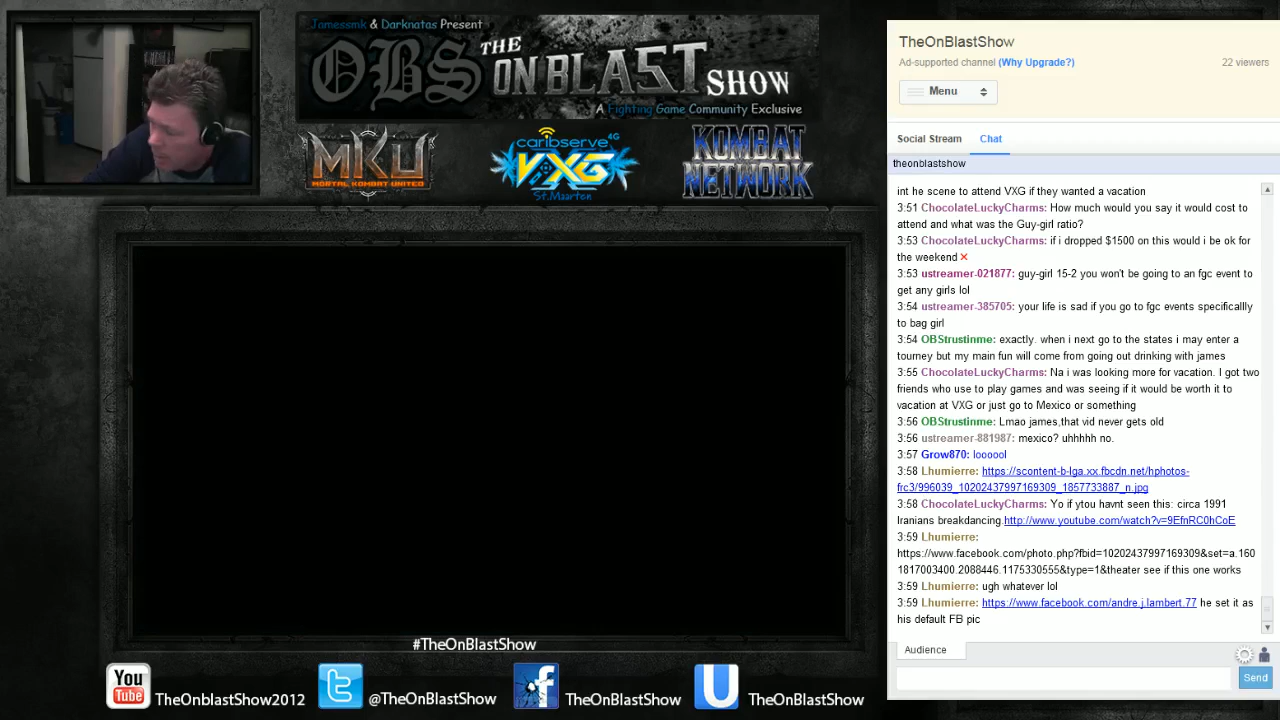 Jamessmk & Darknatas Present
OBS THE ON BLAST SHOW
A Fighting Game Community Exclusive
MKU
MORTAL KOMBAT UNITED
caribserve 4G
VXG
St.Maarten
KOMBAT
NETWORK
#TheOnBlastShow
You Tube TheOnblastShow2012
@TheOnBlastShow
TheOnBlastShow
U TheOnBlastShow
TheOnBlastShow
Ad-supported channel (Why Upgrade?) 22 viewers
Menu
Social Stream Chat
theonblastshow
int he scene to attend VXG if they wanted a vacation
3:51 ChocolateLuckyCharms: How much would you say it would cost to
attend and what was the Guy-girl ratio?
3:53 ChocolateLuckyCharms: if i dropped $1500 on this would i be ok for
the weekend
3:53 ustreamer-021877: guy-girl 15-2 you won't be going to an fgc event to
get any girls lol
3:54 ustreamer-385705: your life is sad if you go to fgc events specificallly
to bag girl
3:54 OBStrustinme: exactly. when i next go to the states i may enter a
tourney but my main fun will come from going out drinking with james
3:55 ChocolateLuckyCharms: Na i was looking more for vacation. I got two
friends who use to play games and was seeing if it would be worth it to
vacation at VXG or just go to Mexico or something
3:56 OBStrustinme: Lmao james,that vid never gets old
3:56 ustreamer-881987: mexico? uhhhhh no.
3:57 Grow870: loooool
3:58 Lhumierre: https://scontent-b-lga.xx.fbcdn.net/hphotos-
frc3/996039_10202437997169309_1857733887_n.jpg
3:58 ChocolateLuckyCharms: Yo if ytou havnt seen this: circa 1991
Iranians breakdancing.http://www.youtube.com/watch?v=9EfnRC0hCoE
3:59 Lhumierre:
https://www.facebook.com/photo.php?fbid=10202437997169309&set=a.160
1817003400.2088446.1175330555&type=1&theater see if this one works
3:59 Lhumierre: ugh whatever lol
3:59 Lhumierre: https://www.facebook.com/andre.j.lambert.77 he set it as
his default FB pic
Audience
Send